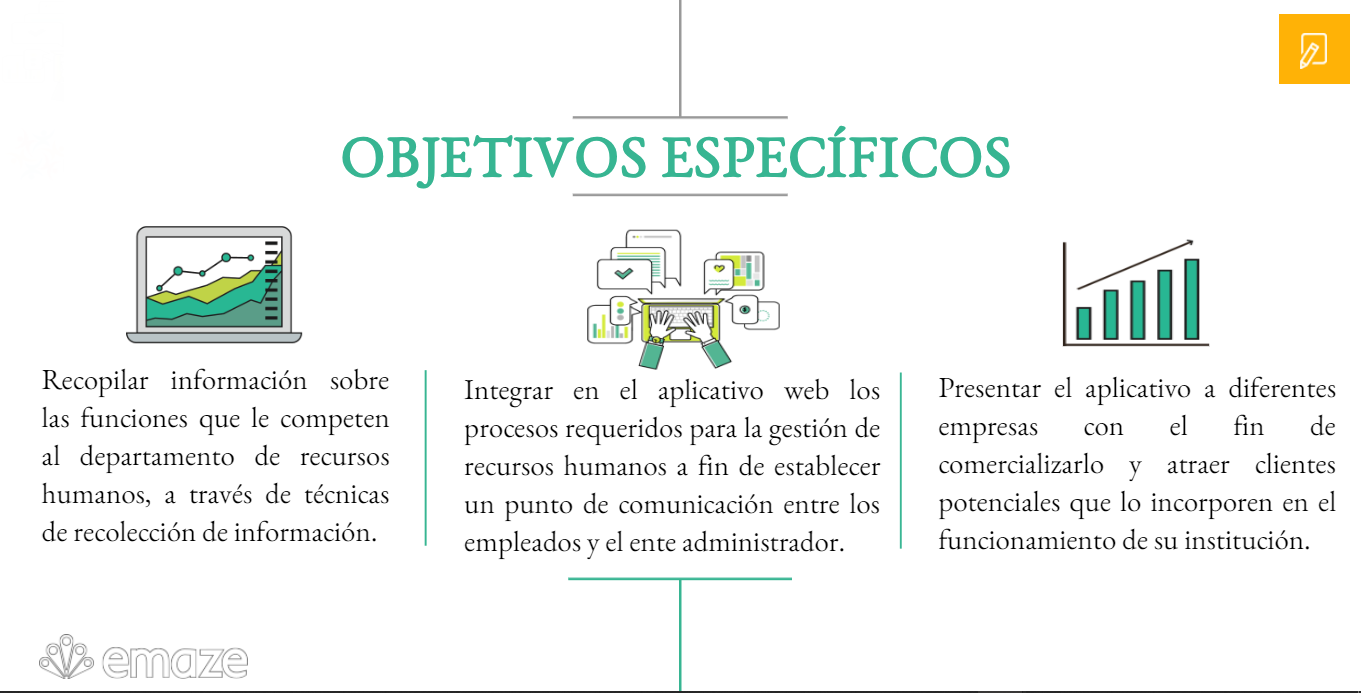 OBJETIVOS ESPECÍFICOS
Recopilar información sobre
las funciones que le competen
al departamento de recursos
humanos, a través de técnicas
de recolección de información.
Integrar en el aplicativo web los
procesos requeridos para la gestión de
recursos humanos a fin de establecer
un punto de comunicación entre los
empleados y el ente administrador.
Presentar el aplicativo a diferentes
empresas con el fin de
comercializarlo y atraer clientes
potenciales que lo incorporen en el
funcionamiento de su institución.
emaze